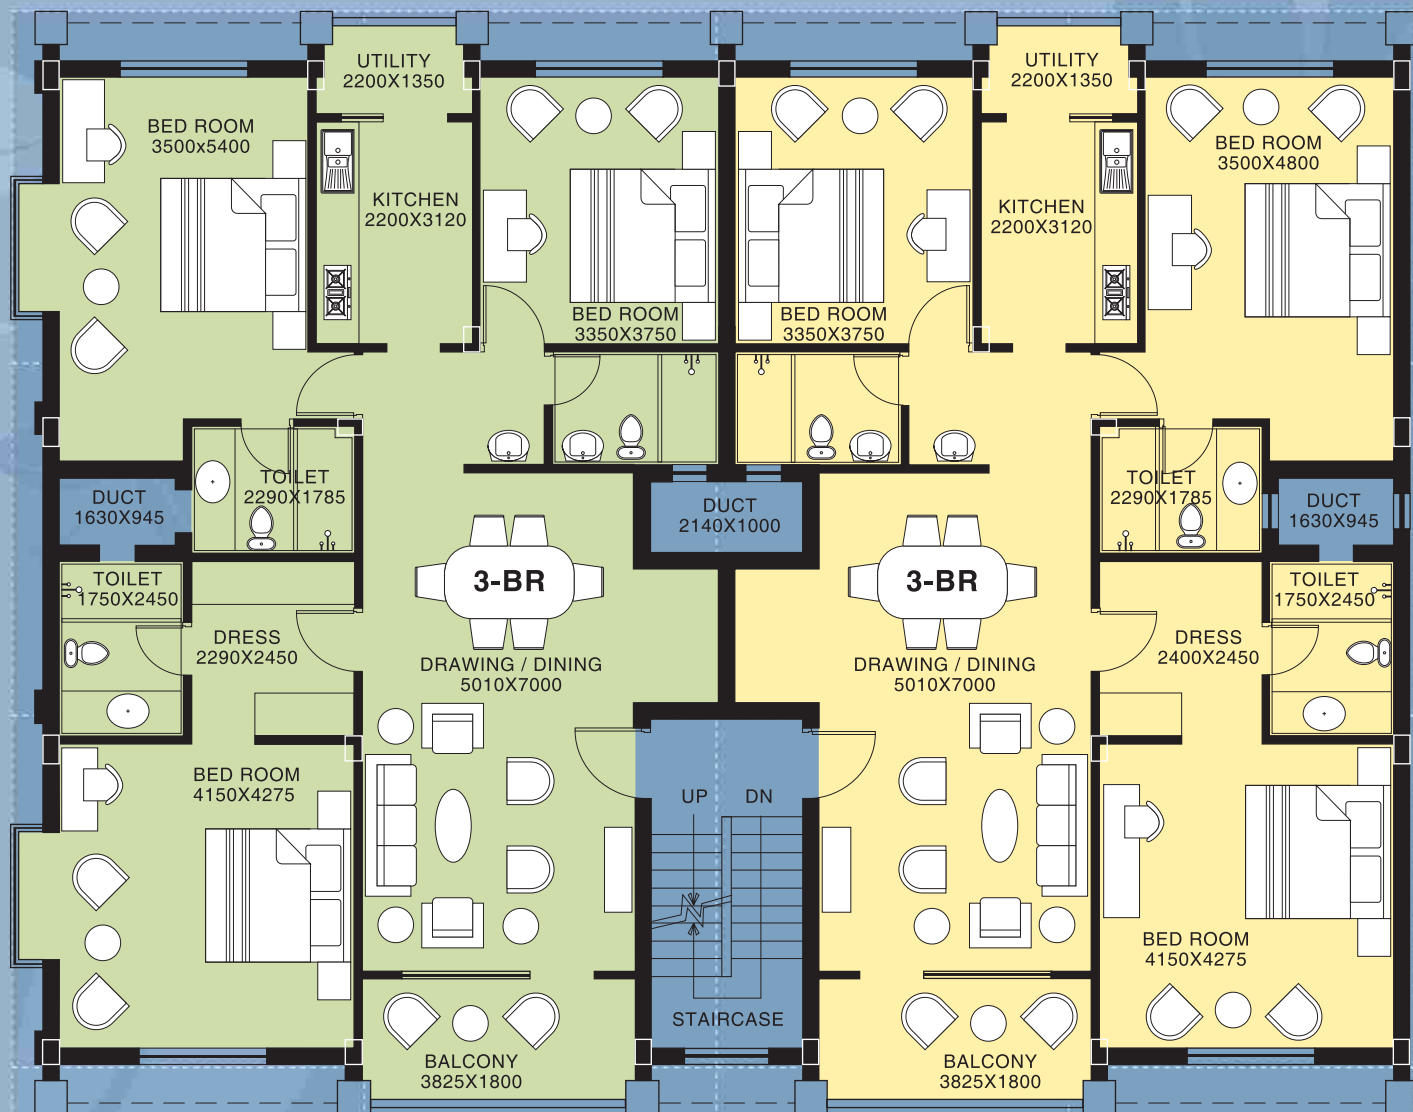 UTILITY
2200X1350
UTILITY
2200X1350
BED ROOM
3500x5400
BED ROOM
3500X4800
KITCHEN
2200X3120
KITCHEN
2200X3120
BED ROOM
3350X3750
BED ROOM
3350X3750
TOILET
2290X1785
TOILET
2290X1785
DUCT
1630X945
DUCT
2140X1000
DUCT
1630X945
TOILET
1750X2450
3-BR
3-BR
TOILET
1750X2450
DRESS
2290X2450
DRAWING / DINING
5010X7000
DRAWING / DINING
5010X7000
DRESS
2400X2450
BED ROOM
4150X4275
UP
DN
BED ROOM
4150X4275
STAIRCASE
BALCONY
3825X1800
BALCONY
3825X1800